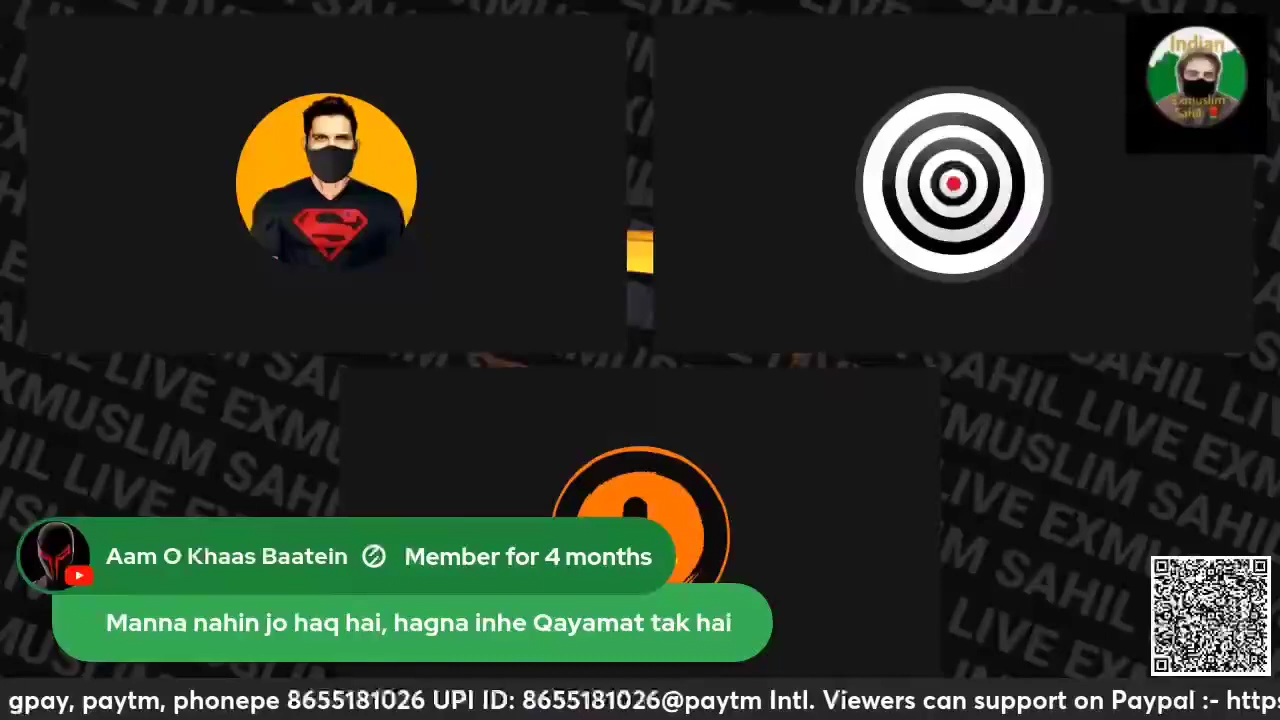 Indian
Exmuslim
Sahil
Aam O Khaas Baatein Member for 4 months
Manna nahin jo haq hai, hagna inhe Qayamat tak hai
gpay, paytm, phonepe 8655181026 UPI ID: 8655181026@paytm Intl. Viewers can support on Paypal :- http